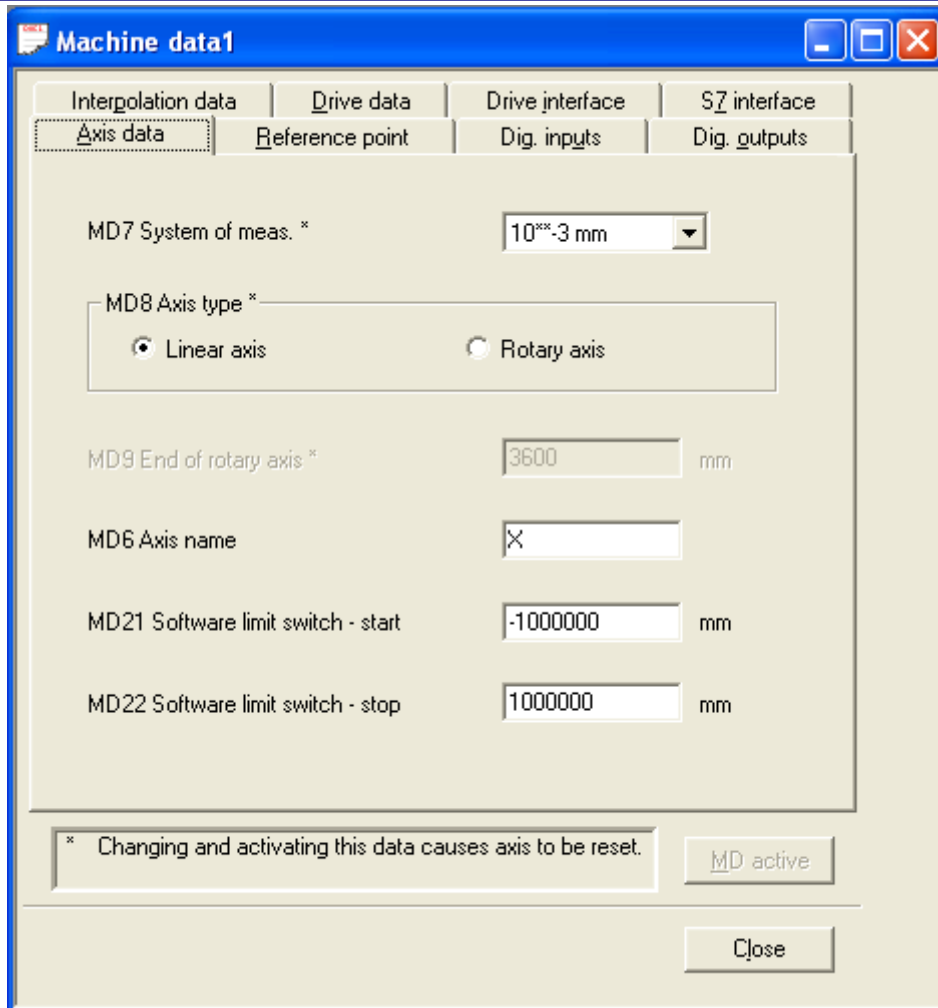 Machine data1
Interpolation data Drive data Drive interface S7 interface
Axis data Reference point Dig. inputs Dig. outputs
MD7 System of meas. * 10**-3 mm
MD8 Axis type *
Linear axis Rotary axis
MD9 End of rotary axis * 3600 mm
MD6 Axis name X
MD21 Software limit switch - start -1000000 mm
MD22 Software limit switch - stop 1000000 mm
* Changing and activating this data causes axis to be reset. MD active
Close